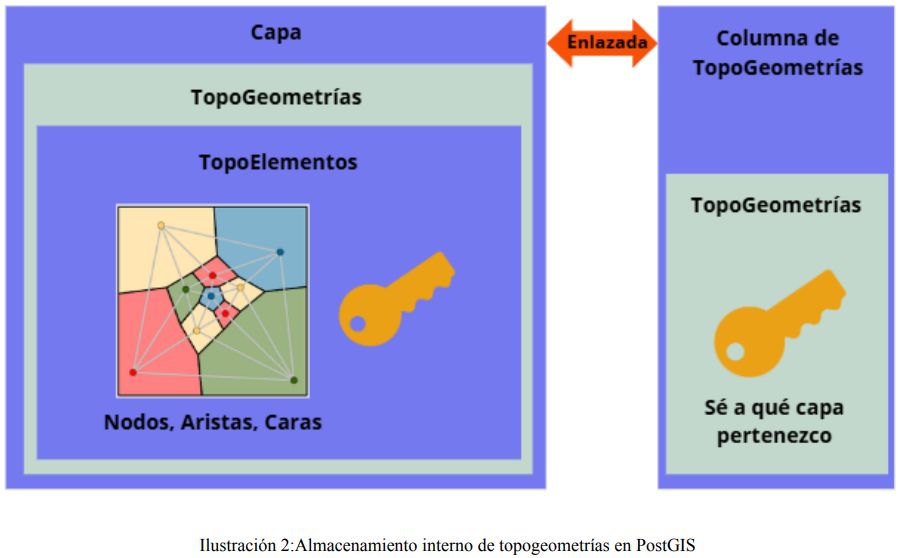 Capa
TopoGeometrías
TopoElementos
Nodos, Aristas, Caras
Enlazada
Columna de
TopoGeometrías
TopoGeometrías
Sé a qué capa
pertenezco
Ilustración 2:Almacenamiento interno de topogeometrías en PostGIS